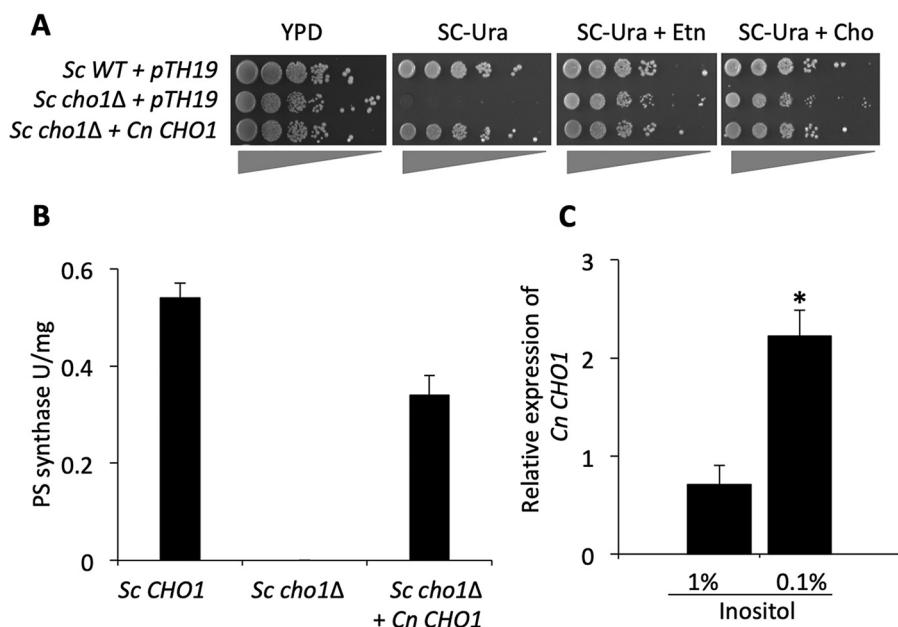 A
YPD SC-Ura SC-Ura + Etn SC-Ura + Cho
Sc WT + pTH19
Sc cho1Δ + pTH19
Sc cho1Δ + Cn CHO1
B
PS synthase U/mg
0.6
0.4
0.2
0
Sc CHO1 Sc cho1Δ Sc cho1Δ
+ Cn CHO1
C
Relative expression of
Cn CHO1
3
2
1
0
*
1% 0.1%
Inositol